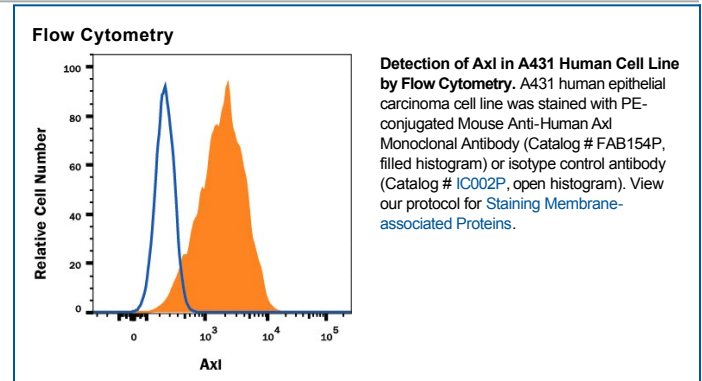 Flow Cytometry
100
80
60
40
20
0
Relative Cell Number
0
10³
10⁴
10⁵
Axl
Detection of Axl in A431 Human Cell Line
by Flow Cytometry. A431 human epithelial
carcinoma cell line was stained with PE-
conjugated Mouse Anti-Human Axl
Monoclonal Antibody (Catalog # FAB154P,
filled histogram) or isotype control antibody
(Catalog # IC002P, open histogram). View
our protocol for Staining Membrane-
associated Proteins.